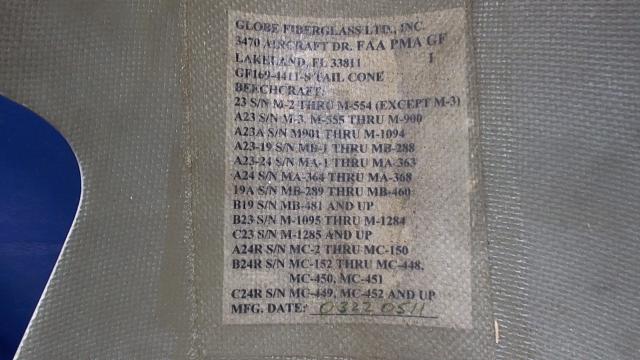 GLOBE FIBERGLASS LTD., INC.
3470 AIRCRAFT DR. FAA PMA GF
LAKELAND, FL 33811 1
GF169-4411-8 TAIL CONE
BEECHCRAFT:
23 S/N M-2 THRU M-554 (EXCEPT M-3)
A23 S/N M-3, M-555 THRU M-900
A23A S/N M901 THRU M-1094
A23-19 S/N MB-1 THRU MB-288
A23-24 S/N MA-1 THRU MA-363
A24 S/N MA-364 THRU MA-368
19A S/N MB-289 THRU MB-460
B19 S/N MB-481 AND UP
B23 S/N M-1095 THRU M-1284
C23 S/N M-1285 AND UP
A24R S/N MC-2 THRU MC-150
B24R S/N MC-152 THRU MC-448,
MC-450, MC-451
C24R S/N MC-449, MC-452 AND UP
MFG. DATE: 03220511